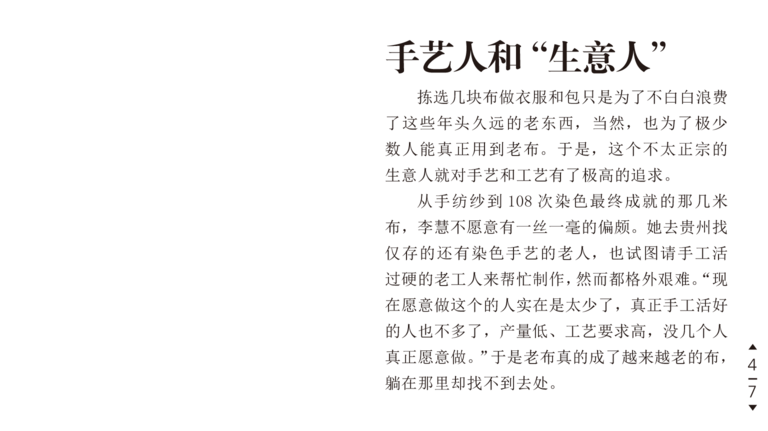 手艺人和“生意人”
拣选几块布做衣服和包只是为了不白白浪费
了这些年头久远的老东西，当然，也为了极少
数人能真正用到老布。于是，这个不太正宗的
生意人就对手艺和工艺有了极高的追求。
从手纺纱到 108 次染色最终成就的那几米
布，李慧不愿意有一丝一毫的偏颇。她去贵州找
仅存的还有染色手艺的老人，也试图请手工活
过硬的老工人来帮忙制作，然而都格外艰难。“现
在愿意做这个的人实在是太少了，真正手工活好
的人也不多了，产量低、工艺要求高，没几个人
真正愿意做。”于是老布真的成了越来越老的布，
躺在那里却找不到去处。
4
7